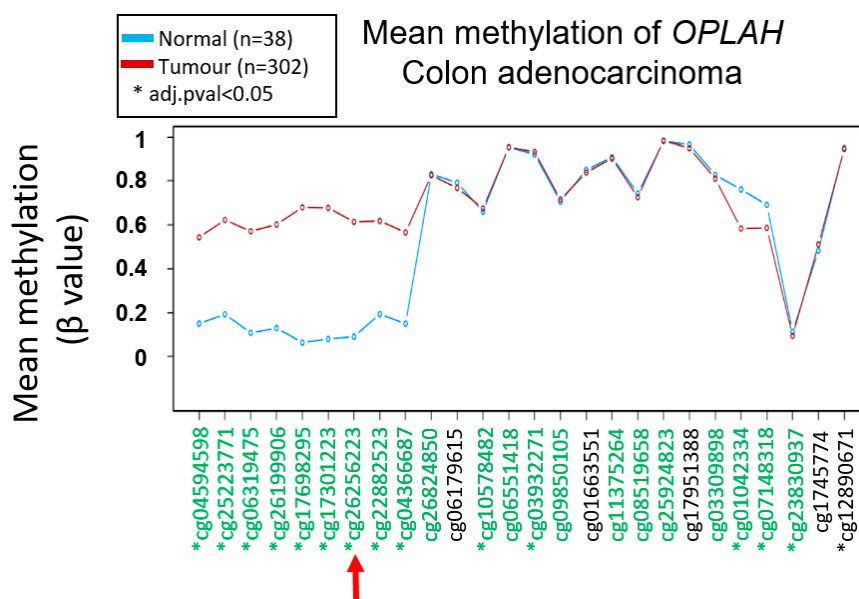 Normal (n=38)
Tumour (n=302)
* adj.pval<0.05
Mean methylation of OPLAH
Colon adenocarcinoma
Mean methylation
(β value)
1
0.8
0.6
0.4
0.2
0
*cg04594598
*cg25223771
*cg06319475
*cg26199906
*cg17698295
*cg17301223
*cg26256223
*cg22882523
*cg04366687
cg26824850
cg06179615
*cg10578482
cg06551418
*cg03932271
cg09850105
cg01663551
cg11375264
cg08519658
cg25924823
cg17951388
cg03309898
*cg01042334
*cg07148318
*cg23830937
cg1745774
*cg12890671